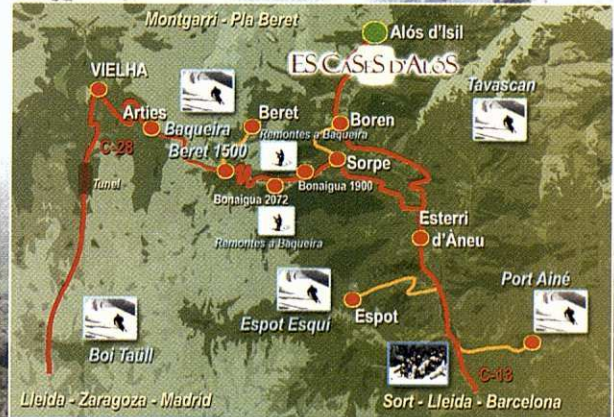 Montgarri - Pla Beret
Alós d'Isil
ES CASES D'ALÓS
VIELHA
Tavascan
Arties
Baqueira
Beret 1500
Beret
Remontes a Baqueira
Boren
Sorpe
C-28
Tunel
Bonaigua 2072
Bonaigua 1900
Remontes a Baqueira
Esterri
d'Àneu
Port Ainé
Espot Esquí
Espot
Boi Taüll
C-13
Lleida - Zaragoza - Madrid
Sort - Lleida - Barcelona